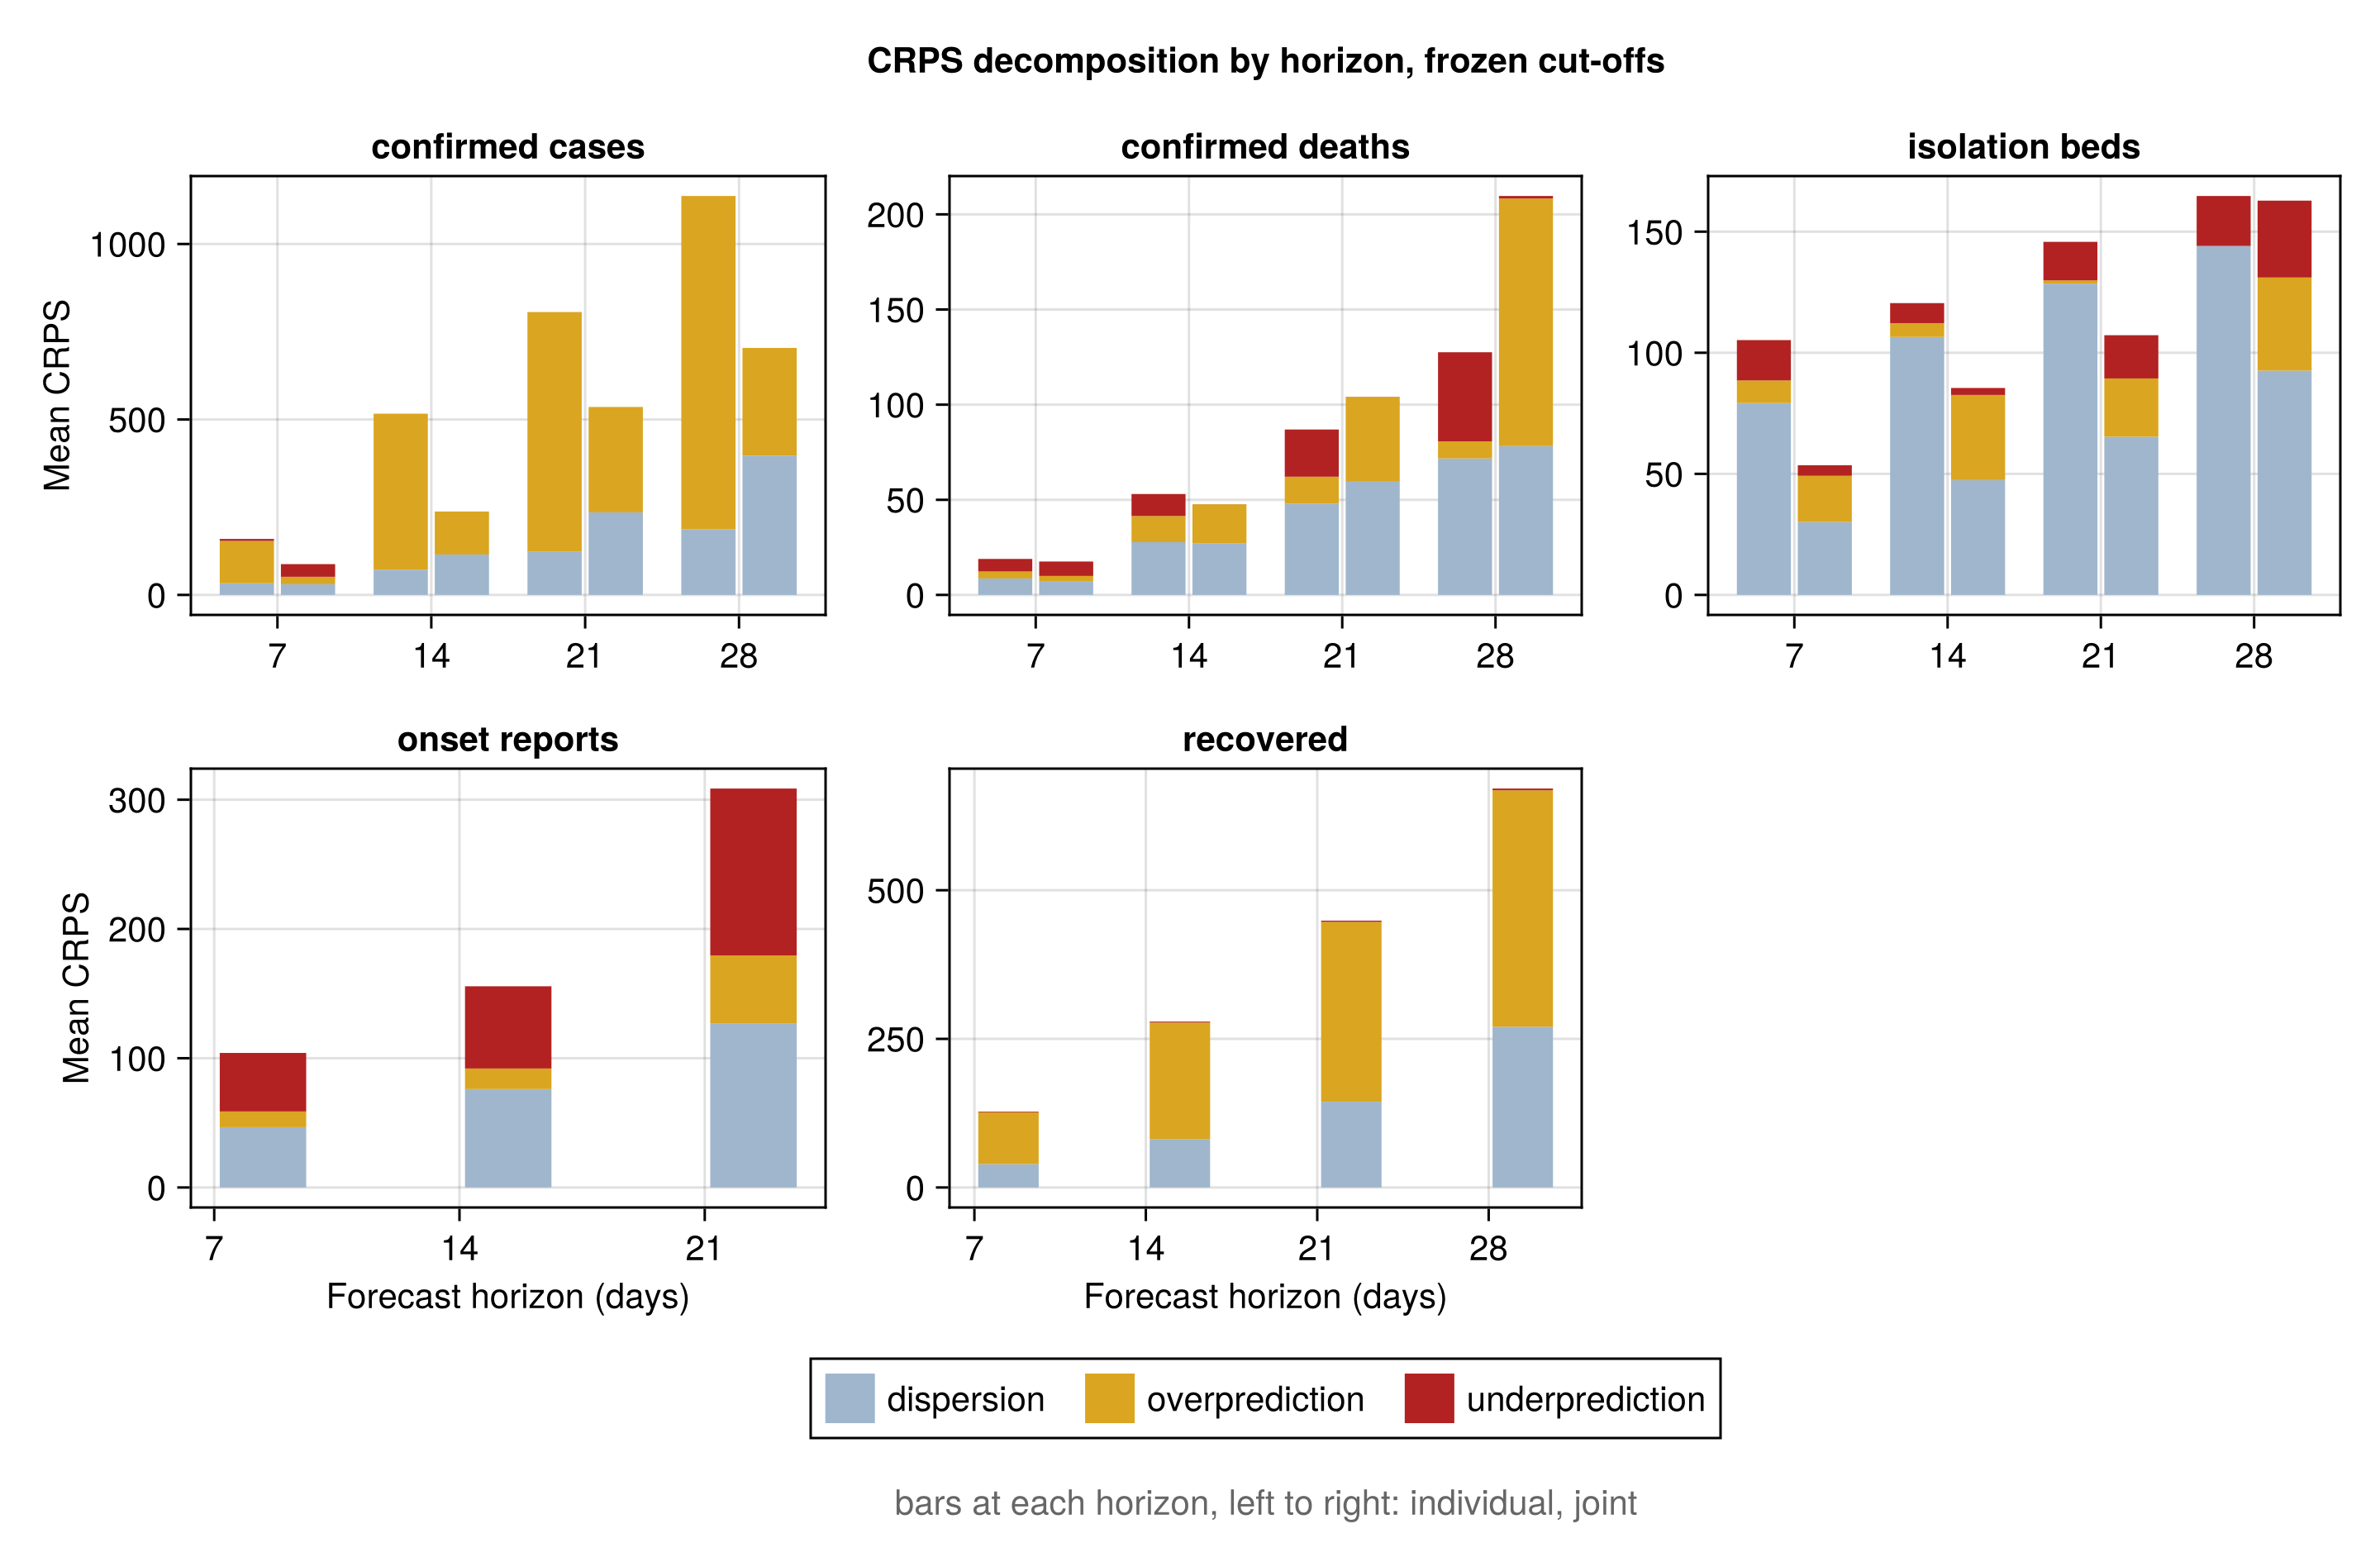 CRPS decomposition by horizon, frozen cut-offs
confirmed cases
Mean CRPS
1000
500
0
7 14 21 28
confirmed deaths
200
150
100
50
0
7 14 21 28
isolation beds
150
100
50
0
7 14 21 28
onset reports
Mean CRPS
300
200
100
0
7 14 21
Forecast horizon (days)
recovered
500
250
0
7 14 21 28
Forecast horizon (days)
dispersion overprediction underprediction
bars at each horizon, left to right: individual, joint